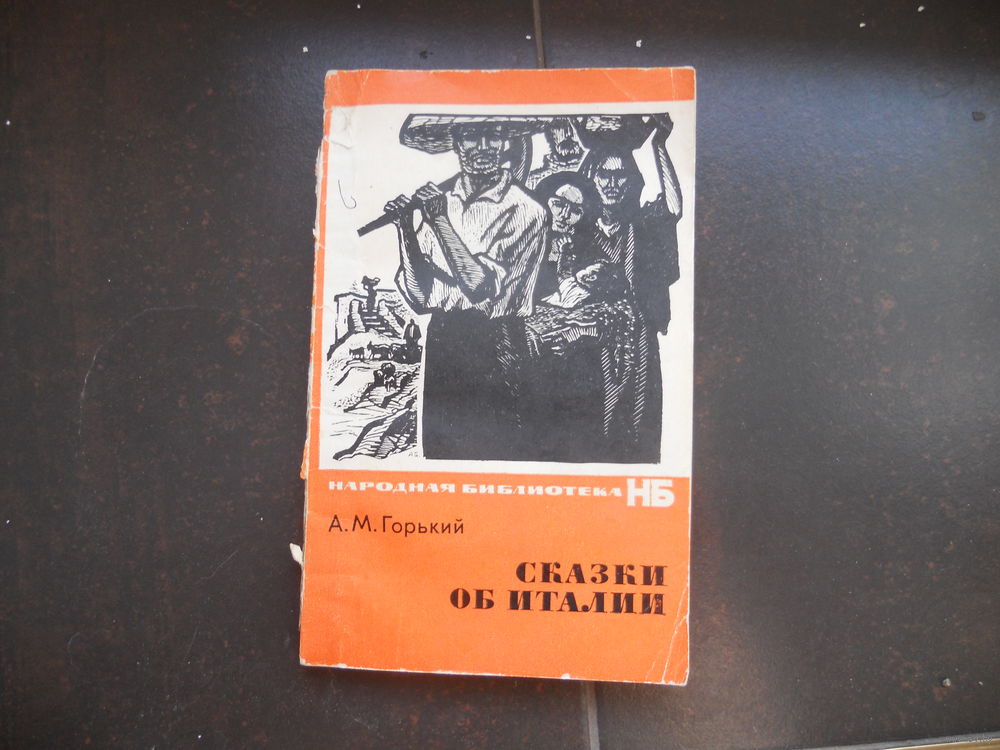 НАРОДНАЯ БИБЛИОТЕКА НБ
А.М.Горький
СКАЗКИ
ОБ ИТАЛИИ